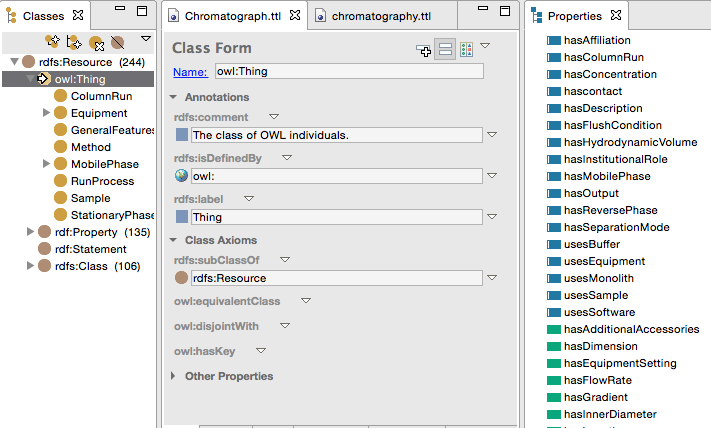 Classes
rdfs:Resource (244)
owl:Thing
ColumnRun
Equipment
GeneralFeatures
Method
MobilePhase
RunProcess
Sample
StationaryPhase
rdf:Property (135)
rdf:Statement
rdfs:Class (106)
Chromatograph.ttl
chromatography.ttl
Class Form
Name: owl:Thing
Annotations
rdfs:comment
The class of OWL individuals.
rdfs:isDefinedBy
owl:
rdfs:label
Thing
Class Axioms
rdfs:subClassOf
rdfs:Resource
owl:equivalentClass
owl:disjointWith
owl:hasKey
Other Properties
Properties
hasAffiliation
hasColumnRun
hasConcentration
hascontact
hasDescription
hasFlushCondition
hasHydrodynamicVolume
hasInstitutionalRole
hasMobilePhase
hasOutput
hasReversePhase
hasSeparationMode
usesBuffer
usesEquipment
usesMonolith
usesSample
usesSoftware
hasAdditionalAccessories
hasDimension
hasEquipmentSetting
hasFlowRate
hasGradient
hasInnerDiameter